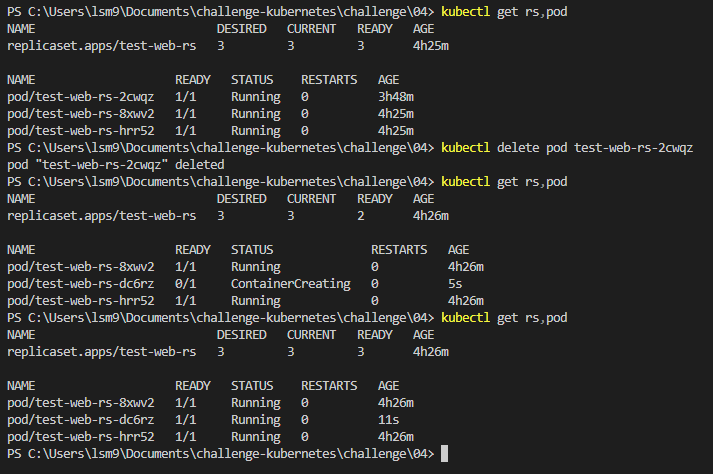 PS C:\Users\lsm9\Documents\challenge-kubernetes\challenge\04> kubectl get rs,pod
NAME DESIRED CURRENT READY AGE
replicaset.apps/test-web-rs 3 3 3 4h25m
NAME READY STATUS RESTARTS AGE
pod/test-web-rs-2cwqz 1/1 Running 0 3h48m
pod/test-web-rs-8xwv2 1/1 Running 0 4h25m
pod/test-web-rs-hrr52 1/1 Running 0 4h25m
PS C:\Users\lsm9\Documents\challenge-kubernetes\challenge\04> kubectl delete pod test-web-rs-2cwqz
pod "test-web-rs-2cwqz" deleted
PS C:\Users\lsm9\Documents\challenge-kubernetes\challenge\04> kubectl get rs,pod
NAME DESIRED CURRENT READY AGE
replicaset.apps/test-web-rs 3 3 2 4h26m
NAME READY STATUS RESTARTS AGE
pod/test-web-rs-8xwv2 1/1 Running 0 4h26m
pod/test-web-rs-dc6rz 0/1 ContainerCreating 0 5s
pod/test-web-rs-hrr52 1/1 Running 0 4h26m
PS C:\Users\lsm9\Documents\challenge-kubernetes\challenge\04> kubectl get rs,pod
NAME DESIRED CURRENT READY AGE
replicaset.apps/test-web-rs 3 3 3 4h26m
NAME READY STATUS RESTARTS AGE
pod/test-web-rs-8xwv2 1/1 Running 0 4h26m
pod/test-web-rs-dc6rz 1/1 Running 0 11s
pod/test-web-rs-hrr52 1/1 Running 0 4h26m
PS C:\Users\lsm9\Documents\challenge-kubernetes\challenge\04>